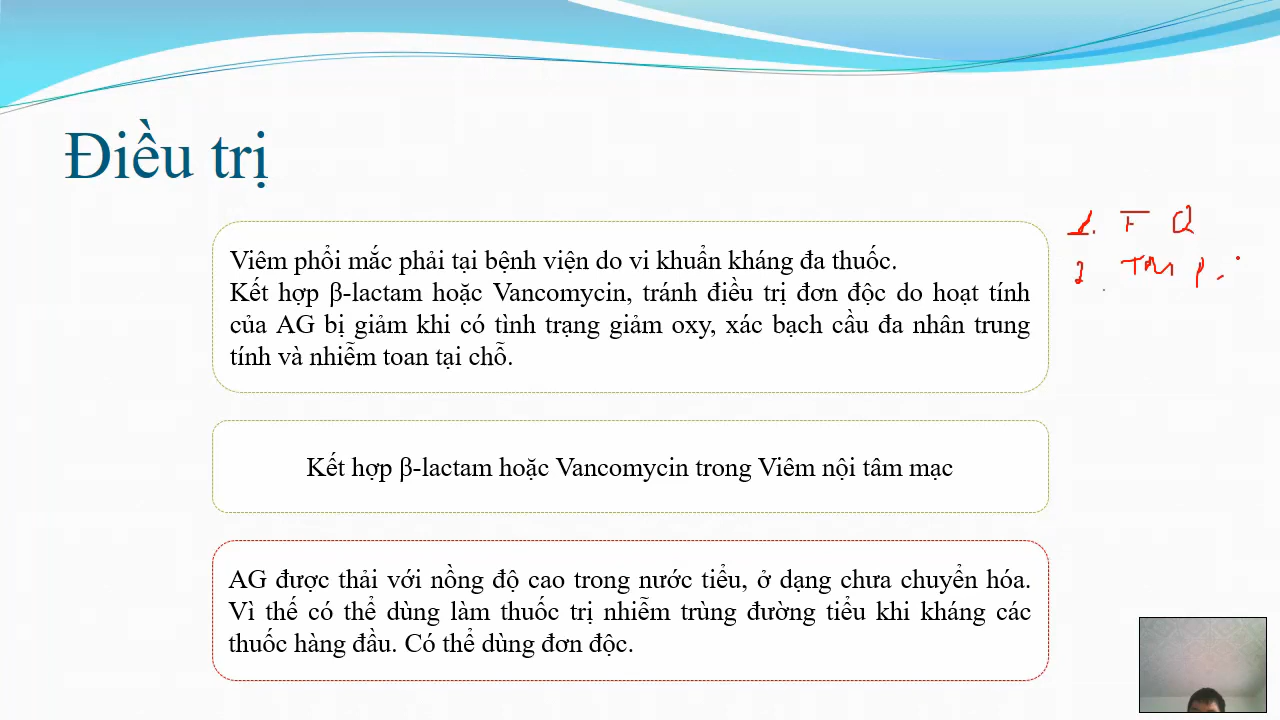 Điều trị
Viêm phổi mắc phải tại bệnh viện do vi khuẩn kháng đa thuốc.
Kết hợp β-lactam hoặc Vancomycin, tránh điều trị đơn độc do hoạt tính
của AG bị giảm khi có tình trạng giảm oxy, xác bạch cầu đa nhân trung
tính và nhiễm toan tại chỗ.
Kết hợp β-lactam hoặc Vancomycin trong Viêm nội tâm mạc
AG được thải với nồng độ cao trong nước tiểu, ở dạng chưa chuyển hóa.
Vì thế có thể dùng làm thuốc trị nhiễm trùng đường tiểu khi kháng các
thuốc hàng đầu. Có thể dùng đơn độc.
1. F Q
2